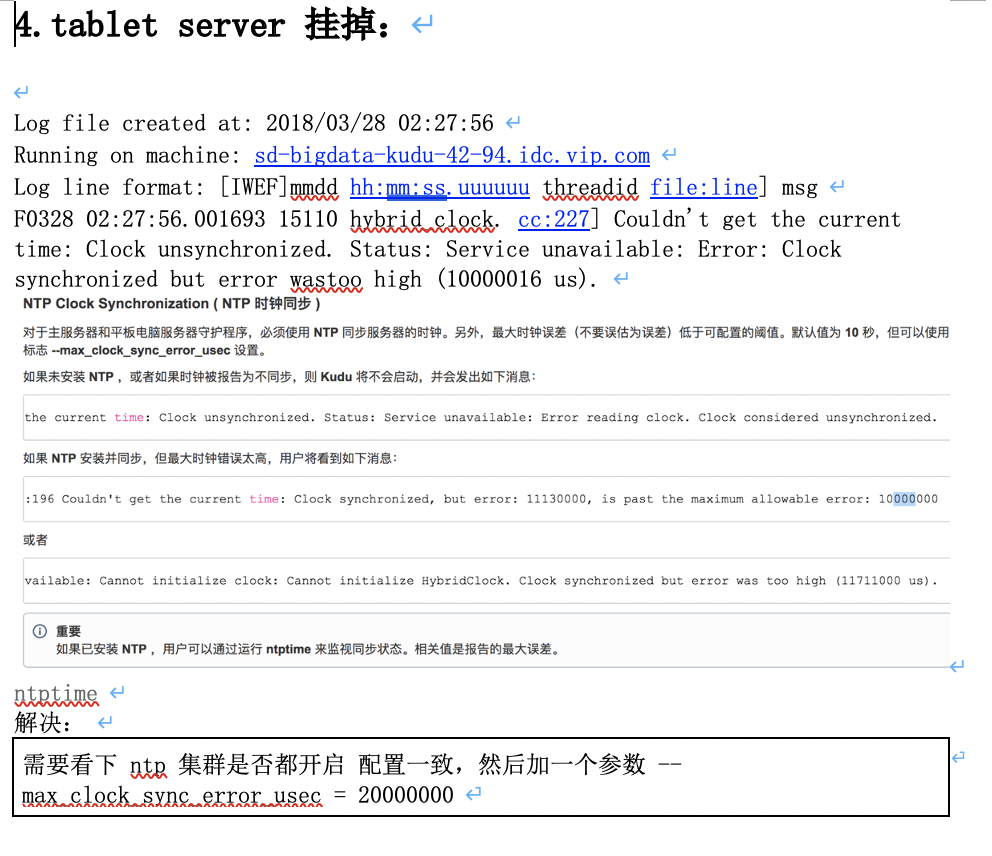 4.tablet server 挂掉：
Log file created at: 2018/03/28 02:27:56
Running on machine: sd-bigdata-kudu-42-94.idc.vip.com
Log line format: [IWEF]mmdd hh:mm:ss.uuuuuu threadid file:line] msg
F0328 02:27:56.001693 15110 hybrid_clock. cc:227] Couldn't get the current
time: Clock unsynchronized. Status: Service unavailable: Error: Clock
synchronized but error wastoo high (10000016 us).
NTP Clock Synchronization ( NTP 时钟同步 )
对于主服务器和平板电脑服务器守护程序，必须使用 NTP 同步服务器的时钟。另外，最大时钟误差（不要误估为误差）低于可配置的阈值。默认值为 10 秒，但可以使用
标志 --max_clock_sync_error_usec 设置。
如果未安装 NTP ，或者如果时钟被报告为不同步，则 Kudu 将不会启动，并会发出如下消息：
the current time: Clock unsynchronized. Status: Service unavailable: Error reading clock. Clock considered unsynchronized.
如果 NTP 安装并同步，但最大时钟错误太高，用户将看到如下消息：
:196 Couldn't get the current time: Clock synchronized, but error: 11130000, is past the maximum allowable error: 10000000
或者
vailable: Cannot initialize clock: Cannot initialize HybridClock. Clock synchronized but error was too high (11711000 us).
重要
如果已安装 NTP ，用户可以通过运行 ntptime 来监视同步状态。相关值是报告的最大误差。
ntptime
解决：
需要看下 ntp 集群是否都开启 配置一致，然后加一个参数 --
max_clock_sync_error_usec = 20000000